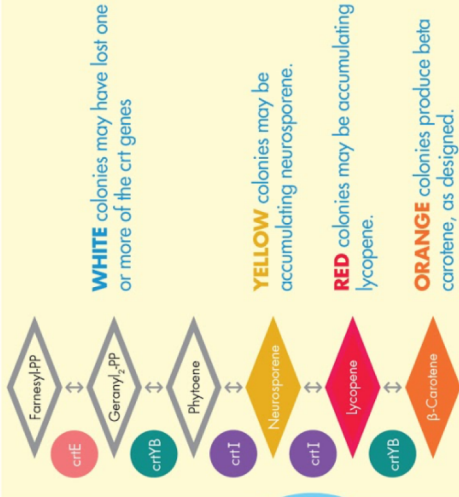 Farnesyl-PP
crtE
Geranyl₂-PP
crtYB
Phytoene
crtI
Neurosporene
crtI
Lycopene
crtYB
β-Carotene
WHITE colonies may have lost one
or more of the crt genes
YELLOW colonies may be
accumulating neurosporene.
RED colonies may be accumulating
lycopene.
ORANGE colonies produce beta
carotene, as designed.